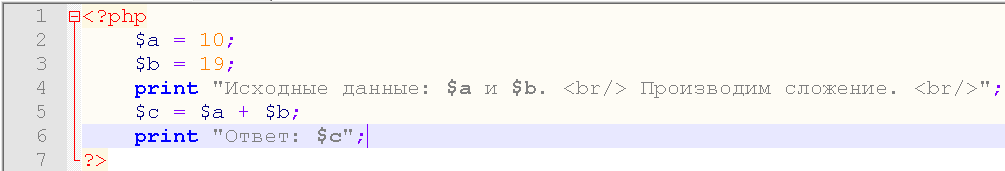 1 <?php
2 $a = 10;
3 $b = 19;
4 print "Исходные данные: $a и $b. <br/> Производим сложение. <br/>";
5 $c = $a + $b;
6 print "Ответ: $c";
7 ?>